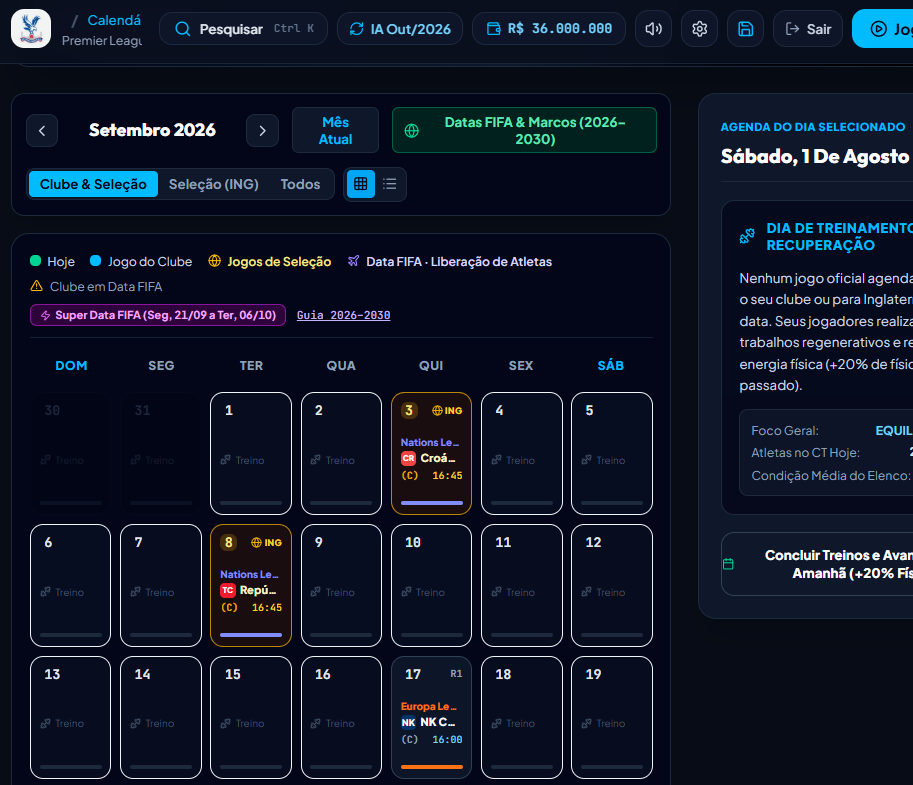 / Calendá
Premier Leagu
Pesquisar Ctrl K
IA Out/2026
R$ 36.000.000
Sair
Jog
Setembro 2026
Mês
Atual
Datas FIFA & Marcos (2026–
2030)
Clube & Seleção
Seleção (ING)
Todos
Hoje
Jogo do Clube
Jogos de Seleção
Data FIFA · Liberação de Atletas
Clube em Data FIFA
Super Data FIFA (Seg, 21/09 a Ter, 06/10)
Guia 2026–2030
DOM SEG TER QUA QUI SEX SÁB
30
Treino
31
Treino
1
Treino
2
Treino
3 ING
Nations Le…
CR Croá…
(C) 16:45
4
Treino
5
Treino
6
Treino
7
Treino
8 ING
Nations Le…
TC Repú…
(C) 16:45
9
Treino
10
Treino
11
Treino
12
Treino
13
Treino
14
Treino
15
Treino
16
Treino
17 R1
Europa Le…
NK NK C…
(C) 16:00
18
Treino
19
Treino
AGENDA DO DIA SELECIONADO
Sábado, 1 De Agosto
DIA DE TREINAMENTO
RECUPERAÇÃO
Nenhum jogo oficial agenda
o seu clube ou para Inglater
data. Seus jogadores realiza
trabalhos regenerativos e re
energia física (+20% de físic
passado).
Foco Geral: EQUIL
Atletas no CT Hoje: 2
Condição Média do Elenco:
Concluir Treinos e Avan
Amanhã (+20% Fís